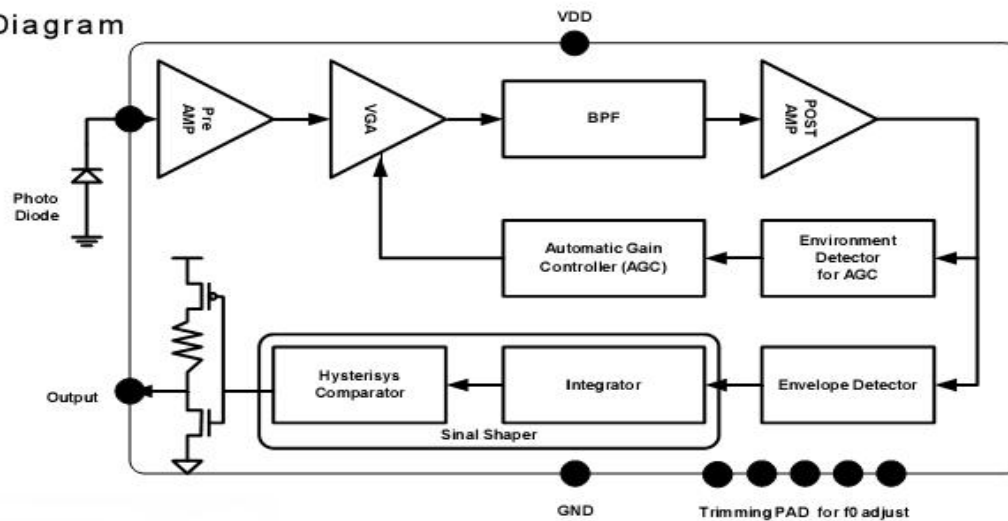 Diagram
VDD
Pre
AMP
VGA
BPF
POST
AMP
Photo
Diode
Automatic Gain
Controller (AGC)
Environment
Detector
for AGC
Output
Hysterisys
Comparator
Integrator
Envelope Detector
Sinal Shaper
GND
Trimming PAD for f0 adjust